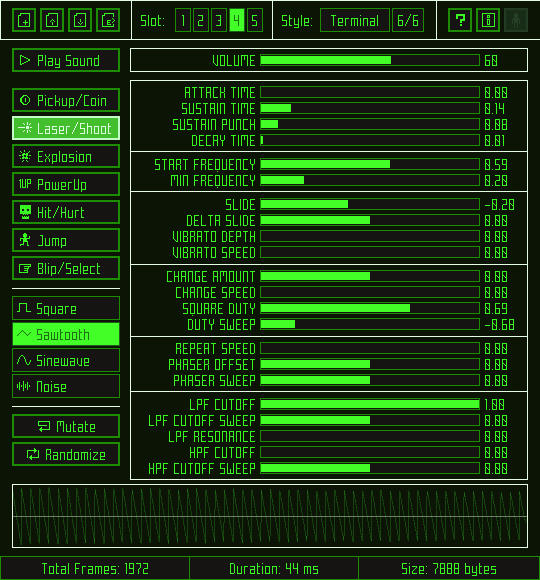 Slot: 1 2 3 4 5 Style: Terminal 6/6 ? i
Play Sound
Pickup/Coin
Laser/Shoot
Explosion
1UP PowerUp
Hit/Hurt
Jump
Blip/Select
Square
Sawtooth
Sinewave
Noise
Mutate
Randomize
VOLUME 60
ATTACK TIME 0.00
SUSTAIN TIME 0.14
SUSTAIN PUNCH 0.08
DECAY TIME 0.01
START FREQUENCY 0.59
MIN FREQUENCY 0.20
SLIDE -0.20
DELTA SLIDE 0.00
VIBRATO DEPTH 0.00
VIBRATO SPEED 0.00
CHANGE AMOUNT 0.00
CHANGE SPEED 0.00
SQUARE DUTY 0.69
DUTY SWEEP -0.68
REPEAT SPEED 0.00
PHASER OFFSET 0.00
PHASER SWEEP 0.00
LPF CUTOFF 1.00
LPF CUTOFF SWEEP 0.00
LPF RESONANCE 0.00
HPF CUTOFF 0.00
HPF CUTOFF SWEEP 0.00
Total Frames: 1972 Duration: 44 ms Size: 7888 bytes